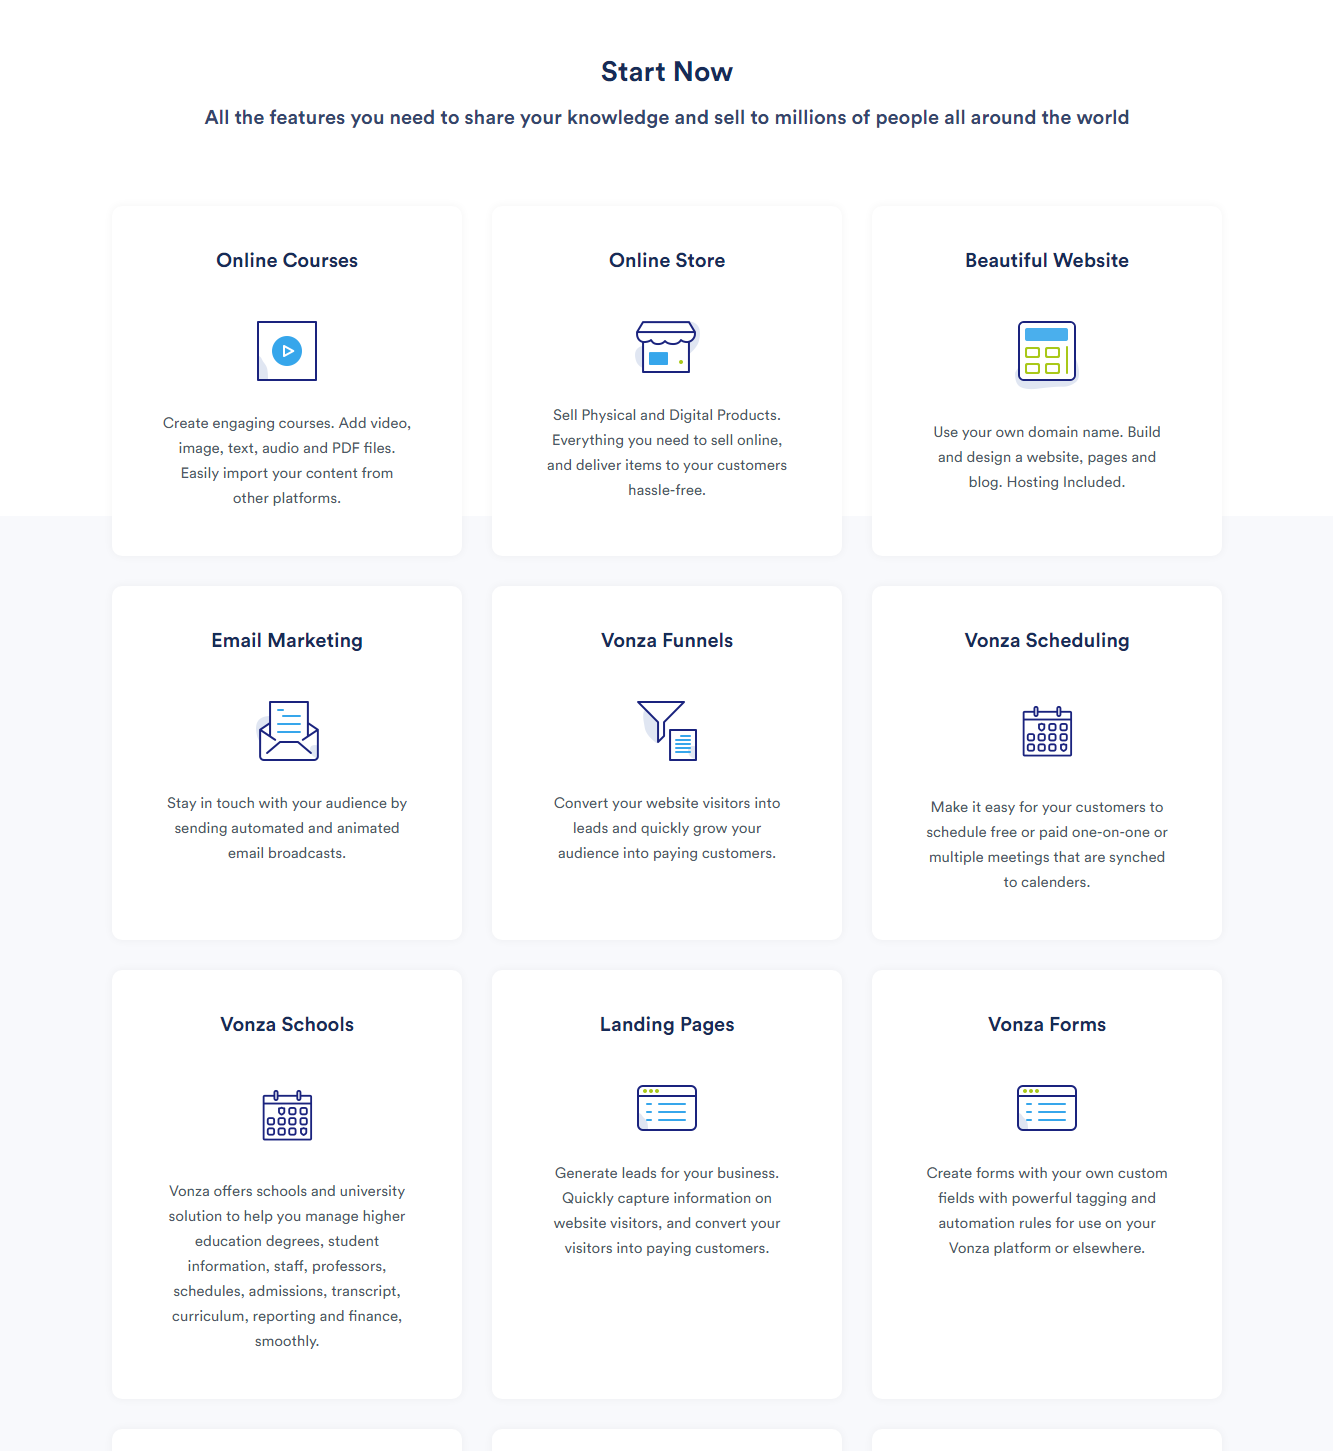 Start Now
All the features you need to share your knowledge and sell to millions of people all around the world
Online Courses
Create engaging courses. Add video,
image, text, audio and PDF files.
Easily import your content from
other platforms.
Online Store
Sell Physical and Digital Products.
Everything you need to sell online,
and deliver items to your customers
hassle-free.
Beautiful Website
Use your own domain name. Build
and design a website, pages and
blog. Hosting Included.
Email Marketing
Stay in touch with your audience by
sending automated and animated
email broadcasts.
Vonza Funnels
Convert your website visitors into
leads and quickly grow your
audience into paying customers.
Vonza Scheduling
Make it easy for your customers to
schedule free or paid one-on-one or
multiple meetings that are synched
to calenders.
Vonza Schools
Vonza offers schools and university
solution to help you manage higher
education degrees, student
information, staff, professors,
schedules, admissions, transcript,
curriculum, reporting and finance,
smoothly.
Landing Pages
Generate leads for your business.
Quickly capture information on
website visitors, and convert your
visitors into paying customers.
Vonza Forms
Create forms with your own custom
fields with powerful tagging and
automation rules for use on your
Vonza platform or elsewhere.